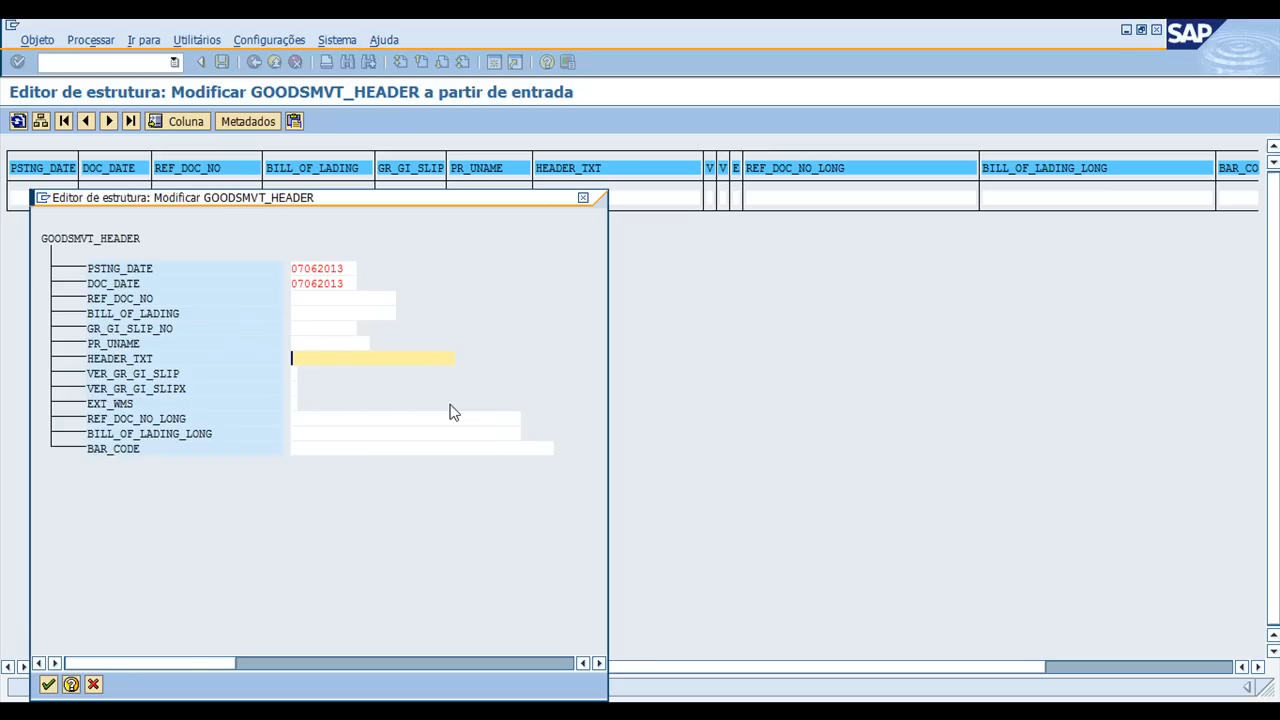 Objeto Processar Ir para Utilitários Configurações Sistema Ajuda
SAP
Editor de estrutura: Modificar GOODSMVT_HEADER a partir de entrada
Coluna Metadados
PSTNG_DATE DOC_DATE REF_DOC_NO BILL_OF_LADING GR_GI_SLIP PR_UNAME HEADER_TXT V V E REF_DOC_NO_LONG BILL_OF_LADING_LONG BAR_CO
Editor de estrutura: Modificar GOODSMVT_HEADER
GOODSMVT_HEADER
PSTNG_DATE 07062013
DOC_DATE 07062013
REF_DOC_NO
BILL_OF_LADING
GR_GI_SLIP_NO
PR_UNAME
HEADER_TXT
VER_GR_GI_SLIP
VER_GR_GI_SLIPX
EXT_WMS
REF_DOC_NO_LONG
BILL_OF_LADING_LONG
BAR_CODE